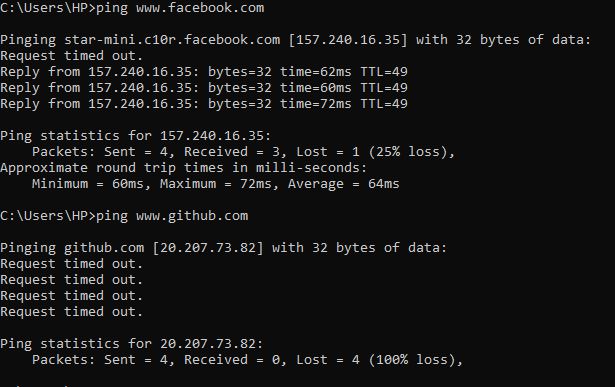 C:\Users\HP>ping www.facebook.com
Pinging star-mini.c10r.facebook.com [157.240.16.35] with 32 bytes of data:
Request timed out.
Reply from 157.240.16.35: bytes=32 time=62ms TTL=49
Reply from 157.240.16.35: bytes=32 time=60ms TTL=49
Reply from 157.240.16.35: bytes=32 time=72ms TTL=49
Ping statistics for 157.240.16.35:
Packets: Sent = 4, Received = 3, Lost = 1 (25% loss),
Approximate round trip times in milli-seconds:
Minimum = 60ms, Maximum = 72ms, Average = 64ms
C:\Users\HP>ping www.github.com
Pinging github.com [20.207.73.82] with 32 bytes of data:
Request timed out.
Request timed out.
Request timed out.
Request timed out.
Ping statistics for 20.207.73.82:
Packets: Sent = 4, Received = 0, Lost = 4 (100% loss),